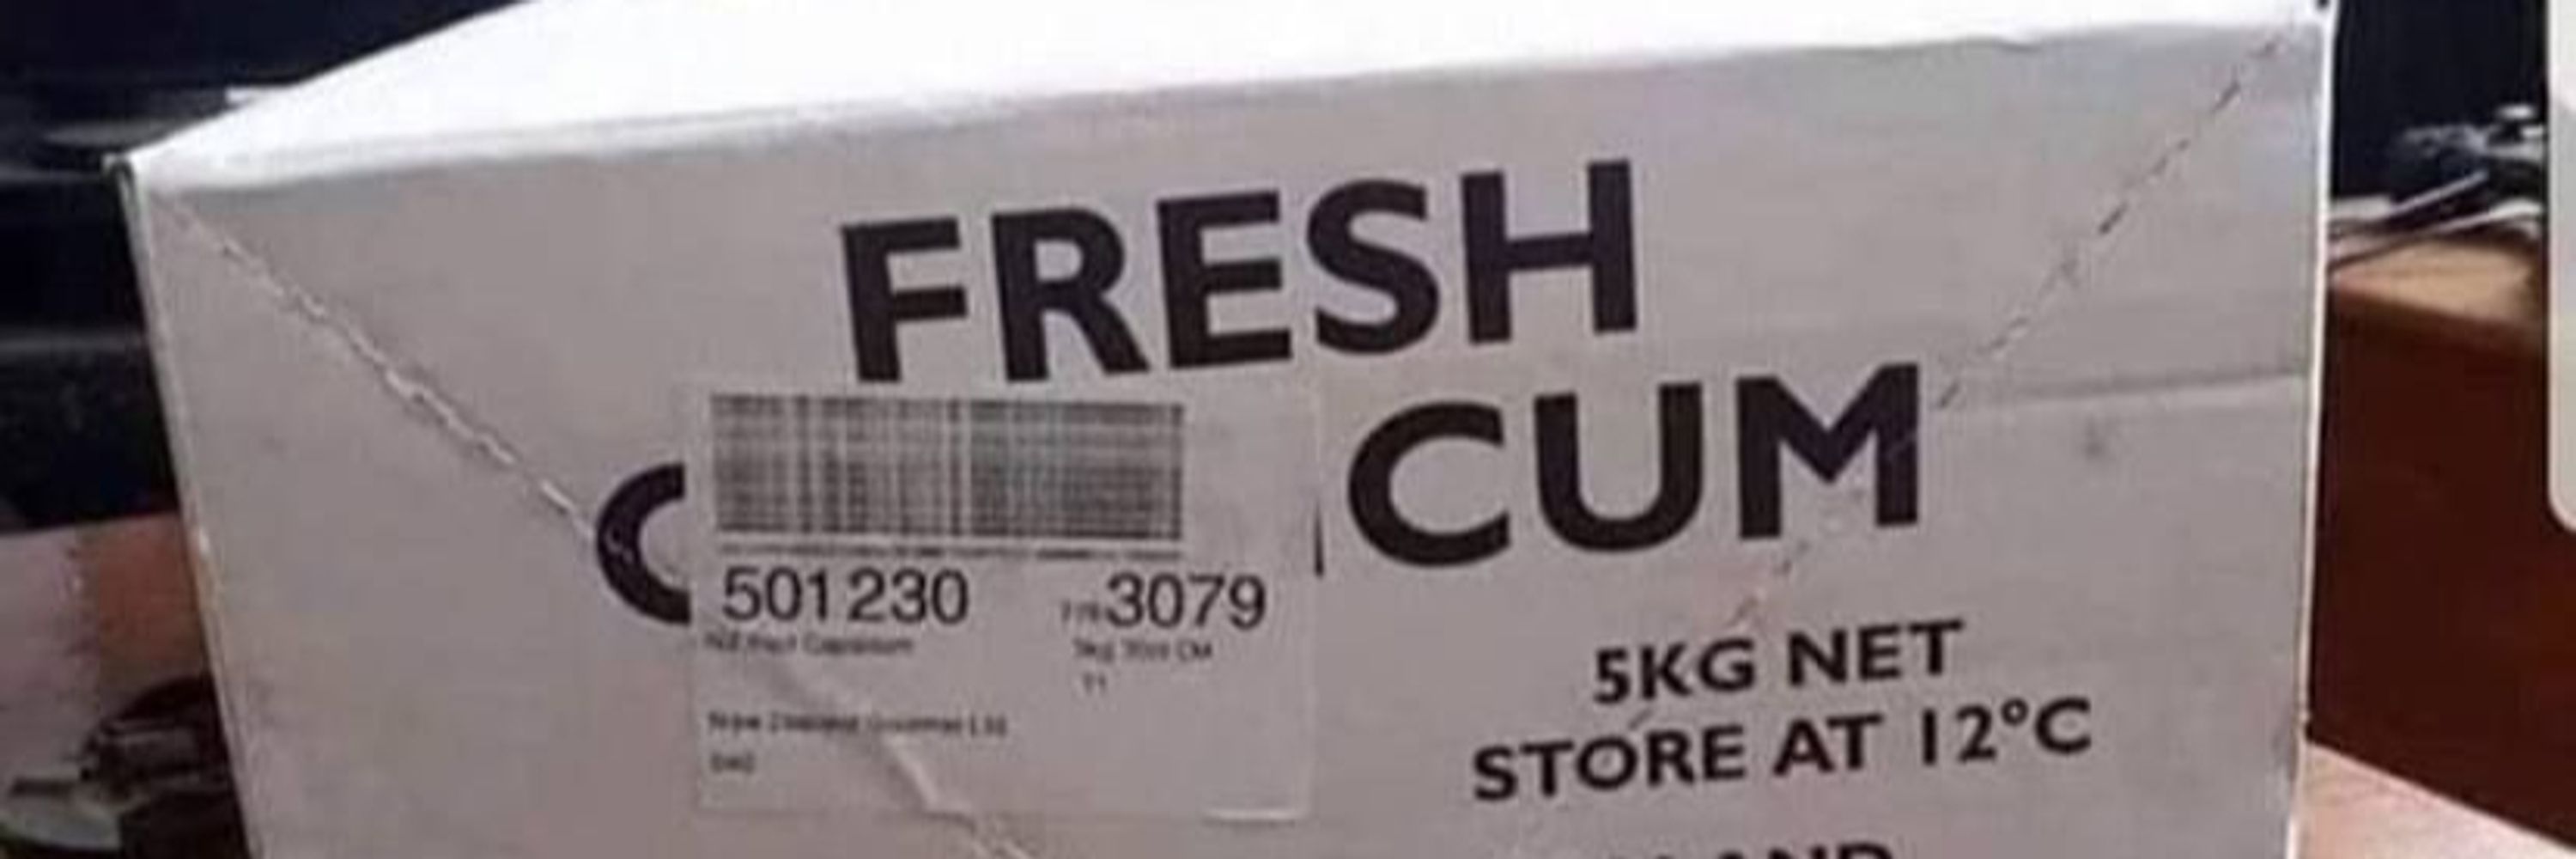 FRESH
C CUM
501230 3079
5KG NET
STORE AT 12°C